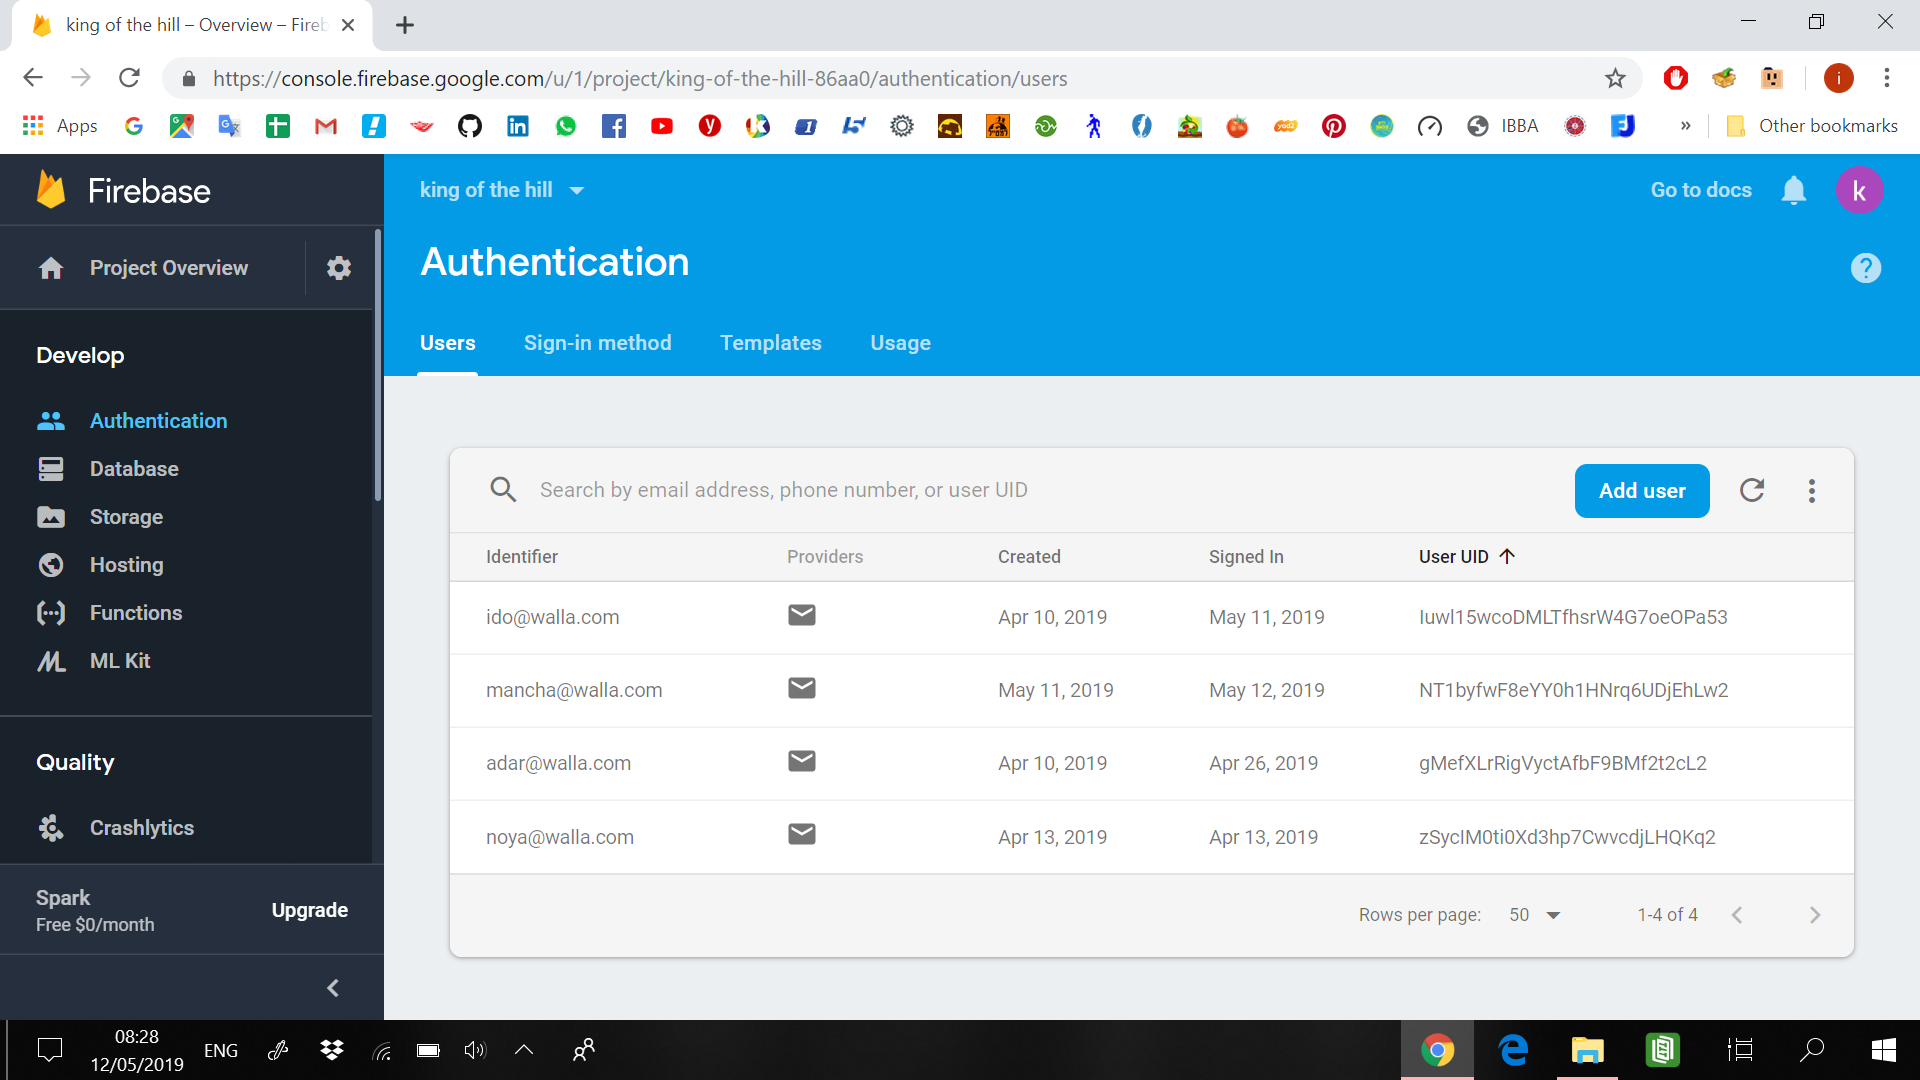 king of the hill – Overview – Fireb
https://console.firebase.google.com/u/1/project/king-of-the-hill-86aa0/authentication/users
Apps
IBBA
»
Other bookmarks
Firebase
king of the hill
Go to docs
k
i
Project Overview
Authentication
Users
Sign-in method
Templates
Usage
Develop
Authentication
Database
Storage
Hosting
Functions
ML Kit
Quality
Crashlytics
Spark
Free $0/month
Upgrade
Search by email address, phone number, or user UID
Add user
Identifier Providers Created Signed In User UID
ido@walla.com Apr 10, 2019 May 11, 2019 Iuwl15wcoDMLTfhsrW4G7oeOPa53
mancha@walla.com May 11, 2019 May 12, 2019 NT1byfwF8eYY0h1HNrq6UDjEhLw2
adar@walla.com Apr 10, 2019 Apr 26, 2019 gMefXLrRigVyctAfbF9BMf2t2cL2
noya@walla.com Apr 13, 2019 Apr 13, 2019 zSycIM0ti0Xd3hp7CwvcdjLHQKq2
Rows per page: 50 1-4 of 4
08:28
12/05/2019
ENG